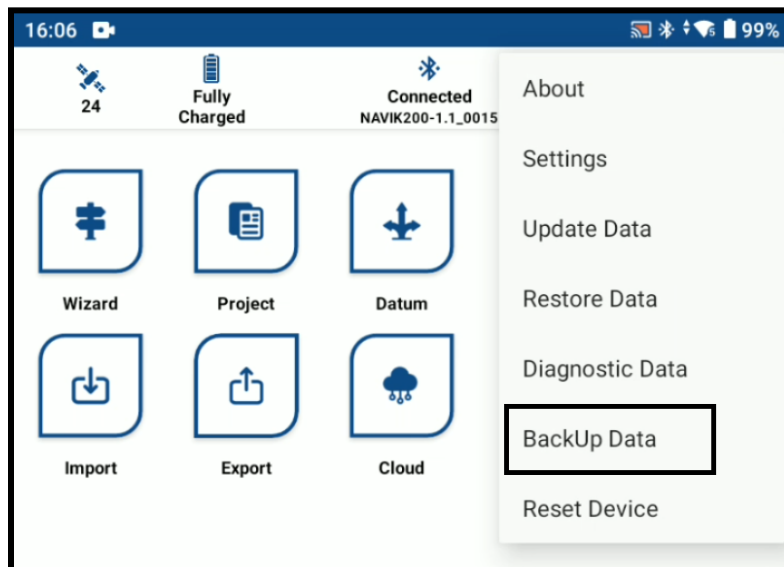 16:06
99%
24
Fully
Charged
Connected
NAVIK200-1.1_0015
Wizard
Project
Datum
Import
Export
Cloud
About
Settings
Update Data
Restore Data
Diagnostic Data
BackUp Data
Reset Device